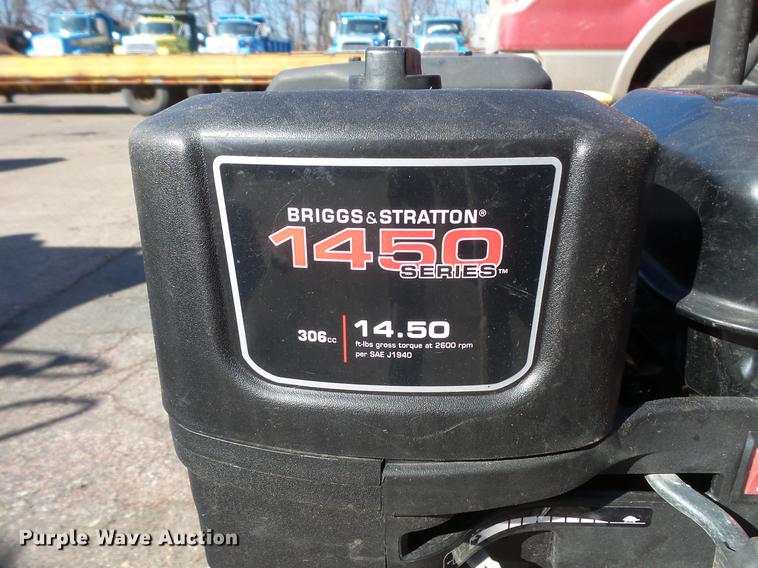 BRIGGS & STRATTON®
1450
SERIES™
306cc
14.50
ft-lbs gross torque at 2600 rpm
per SAE J1940
Purple Wave Auction